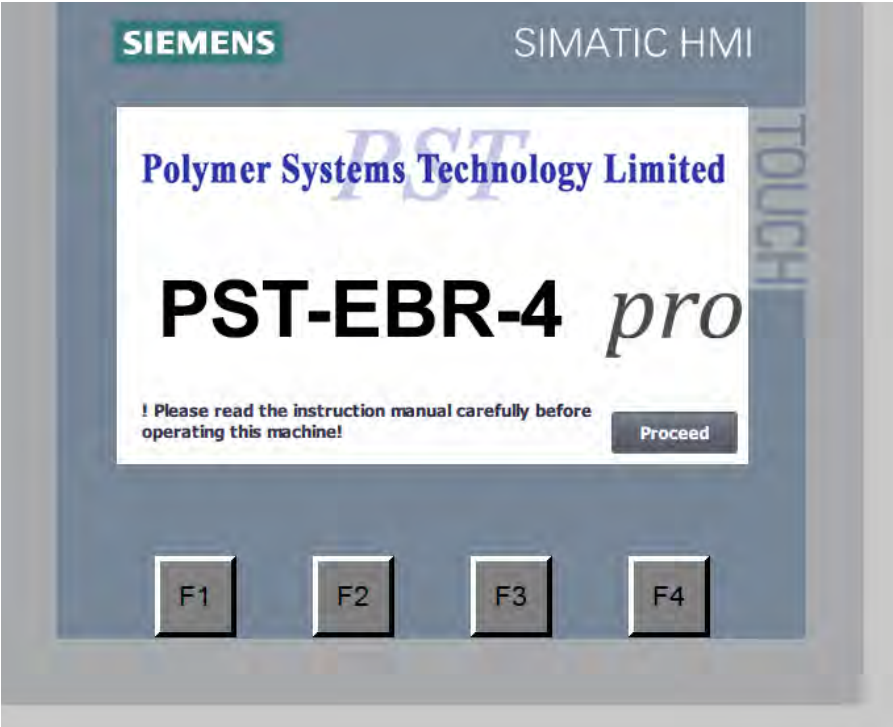 SIEMENS
SIMATIC HMI
TOUCH
PST
Polymer Systems Technology Limited
PST-EBR-4 pro
! Please read the instruction manual carefully before
operating this machine!
Proceed
F1
F2
F3
F4